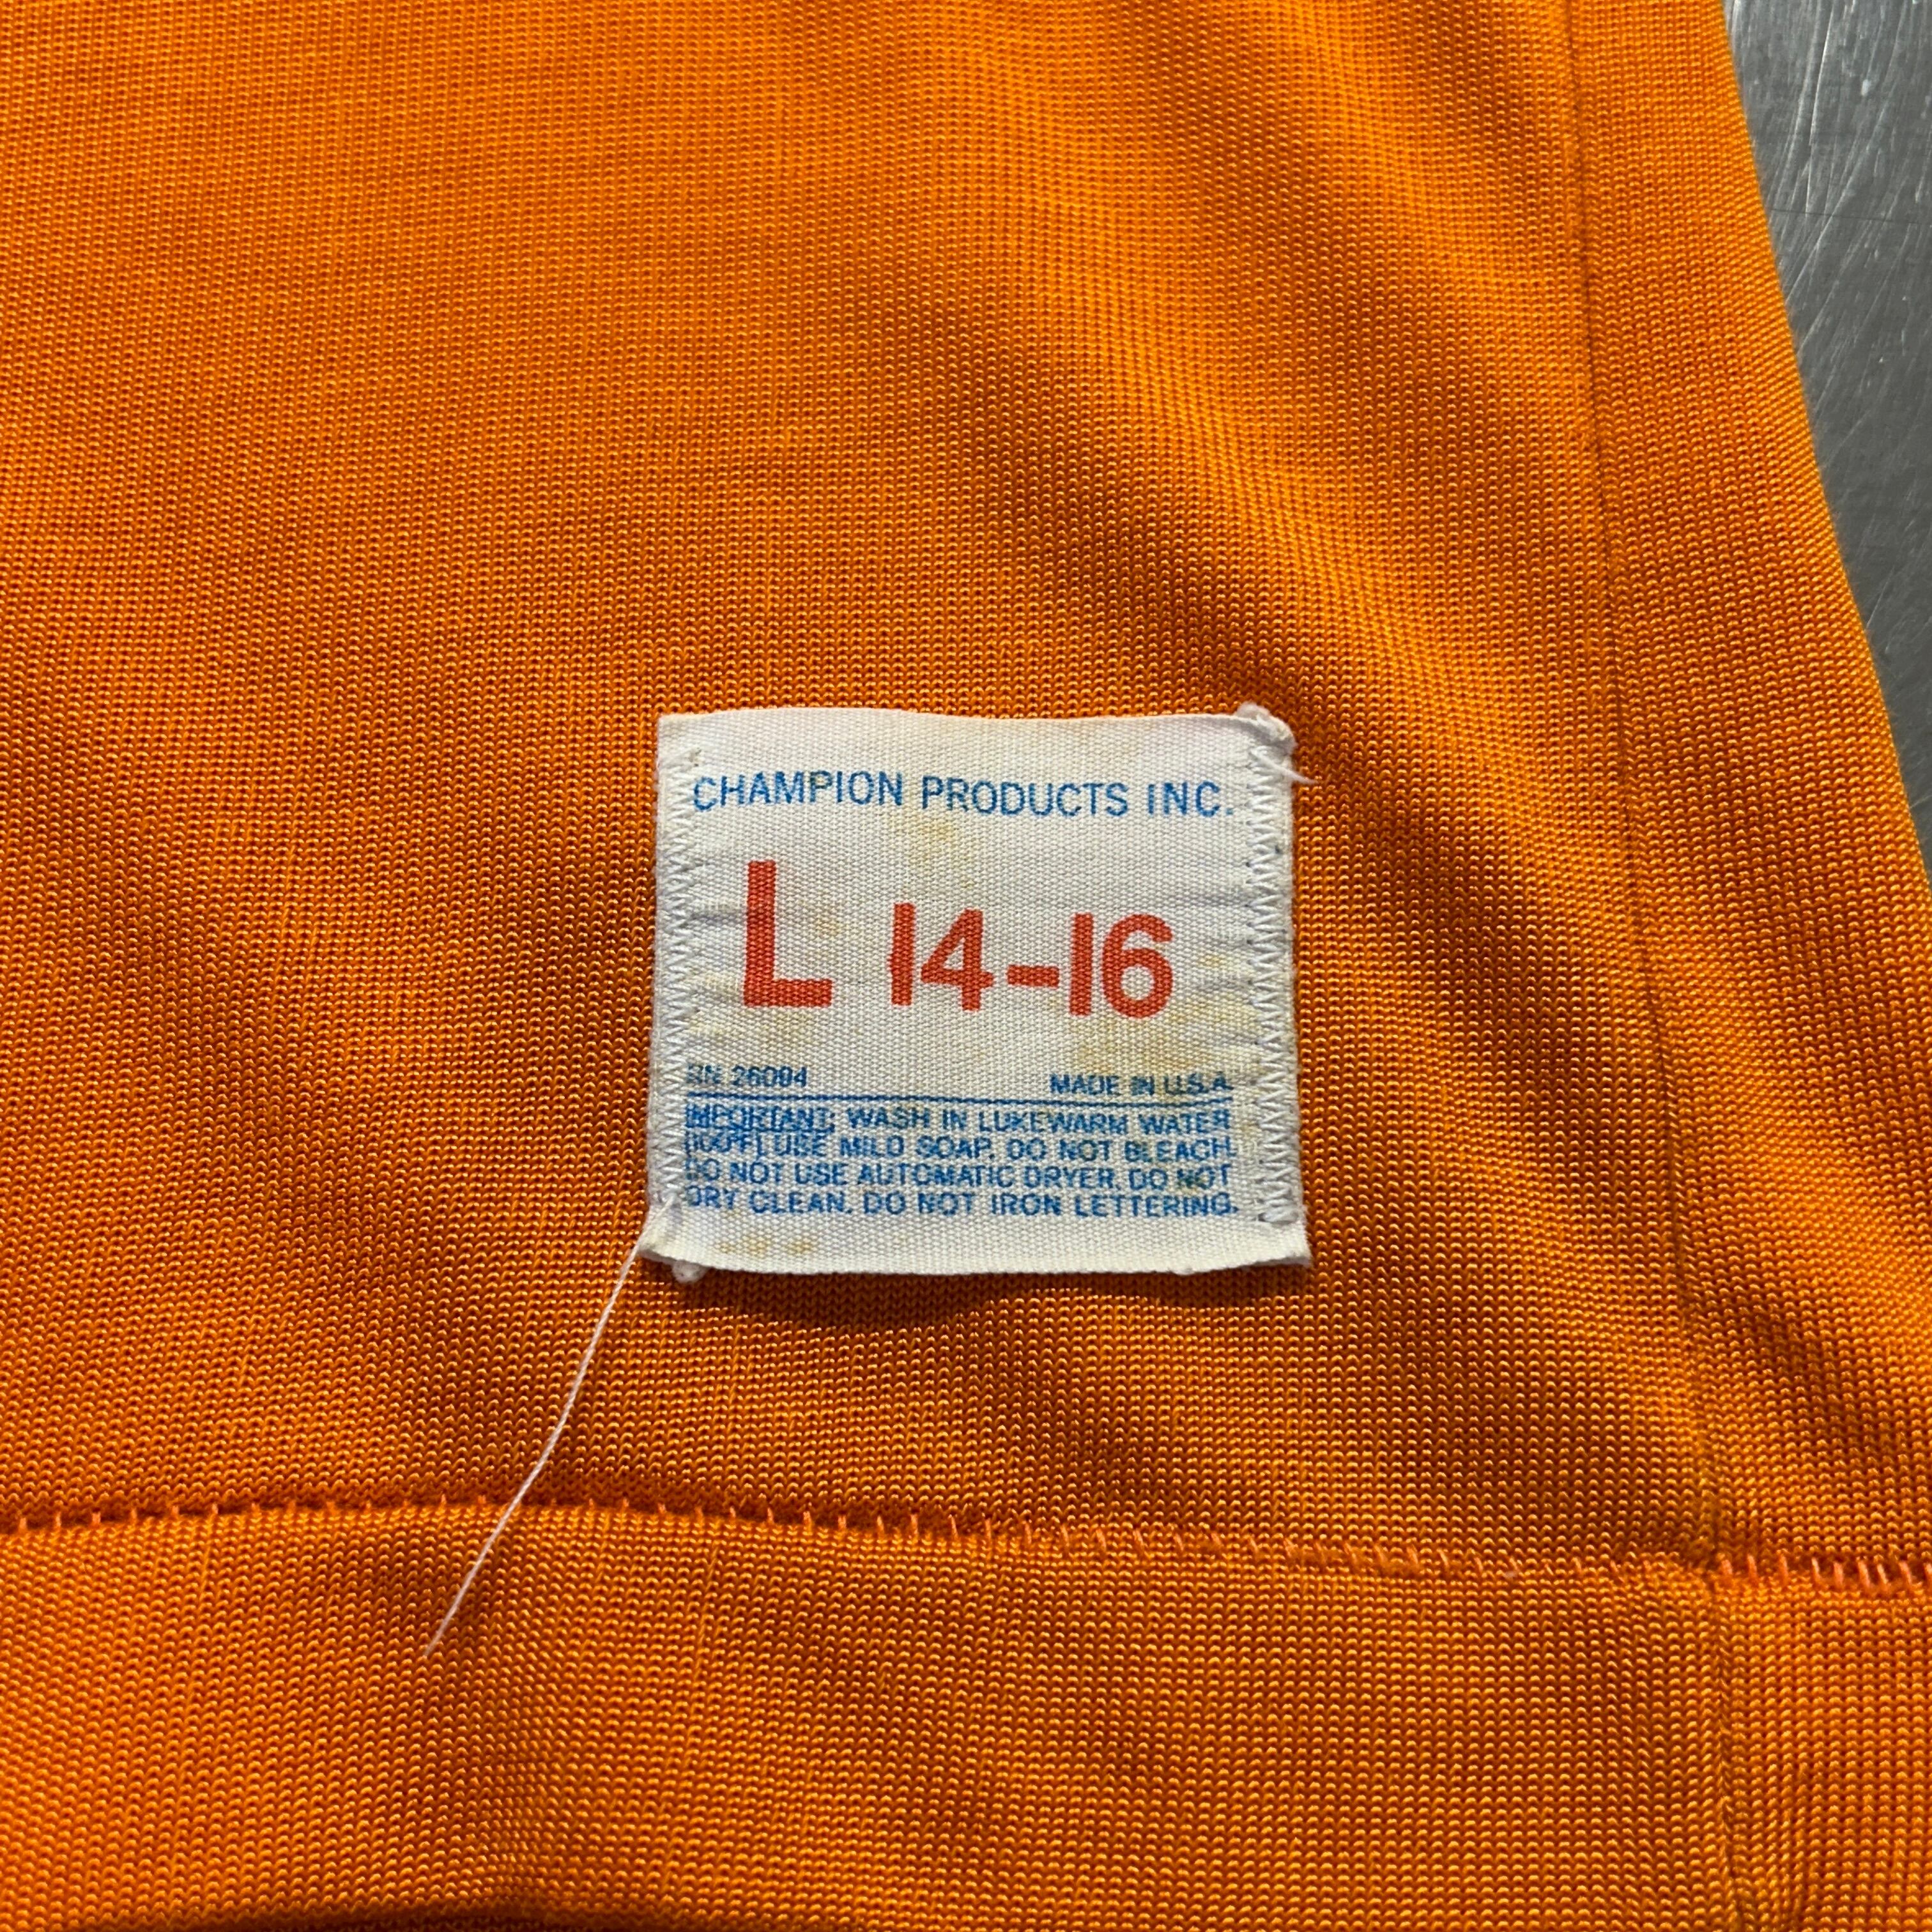 CHAMPION PRODUCTS INC.
L 14-16
RN 26094 MADE IN U.S.A.
IMPORTANT: WASH IN LUKEWARM WATER
(100°F) USE MILD SOAP. DO NOT BLEACH.
DO NOT USE AUTOMATIC DRYER. DO NOT
DRY CLEAN. DO NOT IRON LETTERING.